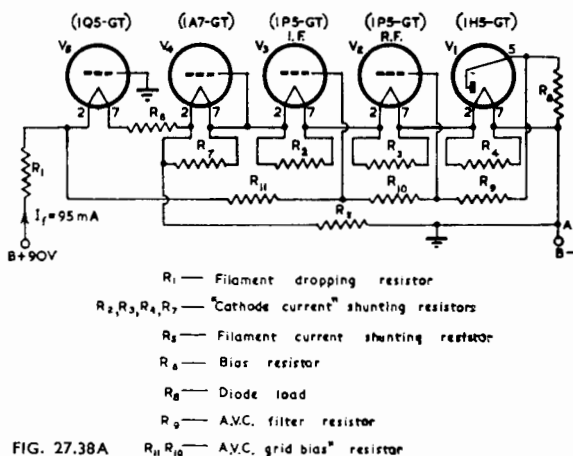 (1Q5-GT) (1A7-GT) (1P5-GT) (1P5-GT) (1H5-GT)
I.F. R.F.
V5 V4 V3 V2 V1 5
R8
2 7 R6 2 7 2 7 2 7 2 7
R7 R2 R3 R4
R1
R11 R10 R9
If = 95 mA
R5
A
B+90V
B-
R1 — Filament dropping resistor
R2,R3,R4,R7 — "Cathode current" shunting resistors
R5 — Filament current shunting resistor
R6 — Bias resistor
R8 — Diode load
R9 — A.V.C. filter resistor
FIG. 27.38A R11 R10 — A.V.C. grid bias" resistor